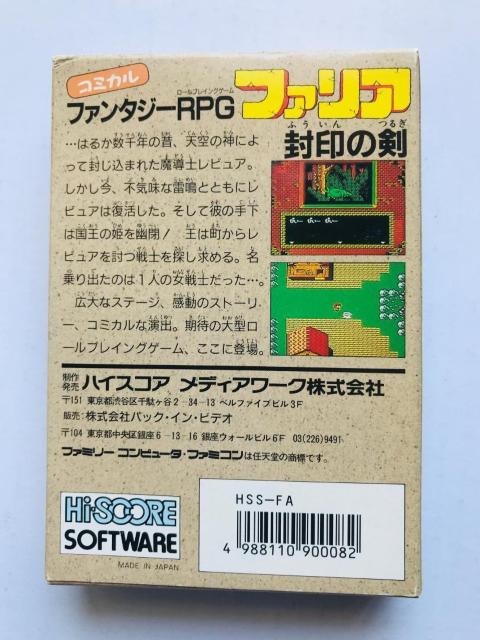 コミカル
ロールプレイングゲーム
ファンタジーRPG
ファリア
ふういん つるぎ
封印の剣
…はるか数千年の昔、天空の神によ
って封じ込まれた魔導士レビュア。
しかし今、不気味な雷鳴とともにレ
ビュアは復活した。そして彼の手下
は国王の姫を幽閉! 王は町からレ
ビュアを討つ戦士を探し求める。名
乗り出たのは1人の女戦士だった…。
広大なステージ、感動のストーリ
ー、コミカルな演出。期待の大型ロ
ールプレイングゲーム、ここに登場。
制作
発売 ハイスコア メディアワーク株式会社
〒151 東京都渋谷区千駄ヶ谷2-34-13 ベルファイブビル3F
販売:株式会社パック・イン・ビデオ
〒104 東京都中央区銀座6-13-16 銀座ウォールビル6F 03(226)9491
ファミリー コンピュータ・ファミコンは任天堂の商標です。
Hi-SCORE
SOFTWARE
MADE IN JAPAN
HSS-FA
4 988110 900082